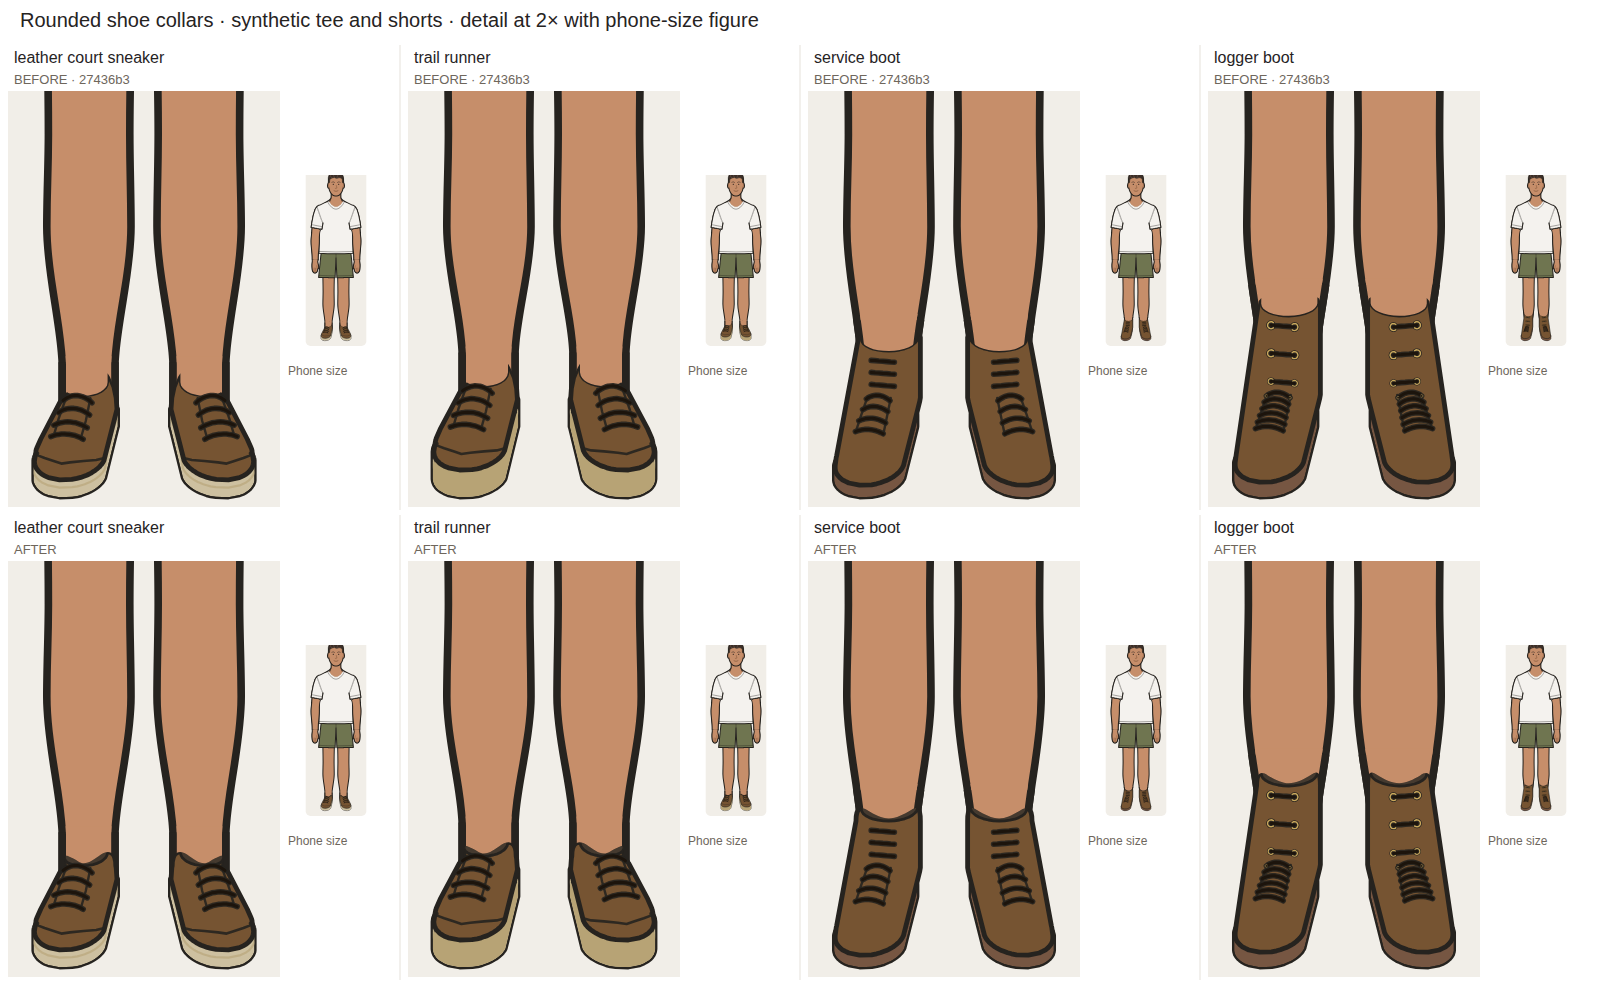 Rounded shoe collars · synthetic tee and shorts · detail at 2× with phone-size figure
leather court sneaker
BEFORE · 27436b3
Phone size
trail runner
BEFORE · 27436b3
Phone size
service boot
BEFORE · 27436b3
Phone size
logger boot
BEFORE · 27436b3
Phone size
leather court sneaker
AFTER
Phone size
trail runner
AFTER
Phone size
service boot
AFTER
Phone size
logger boot
AFTER
Phone size